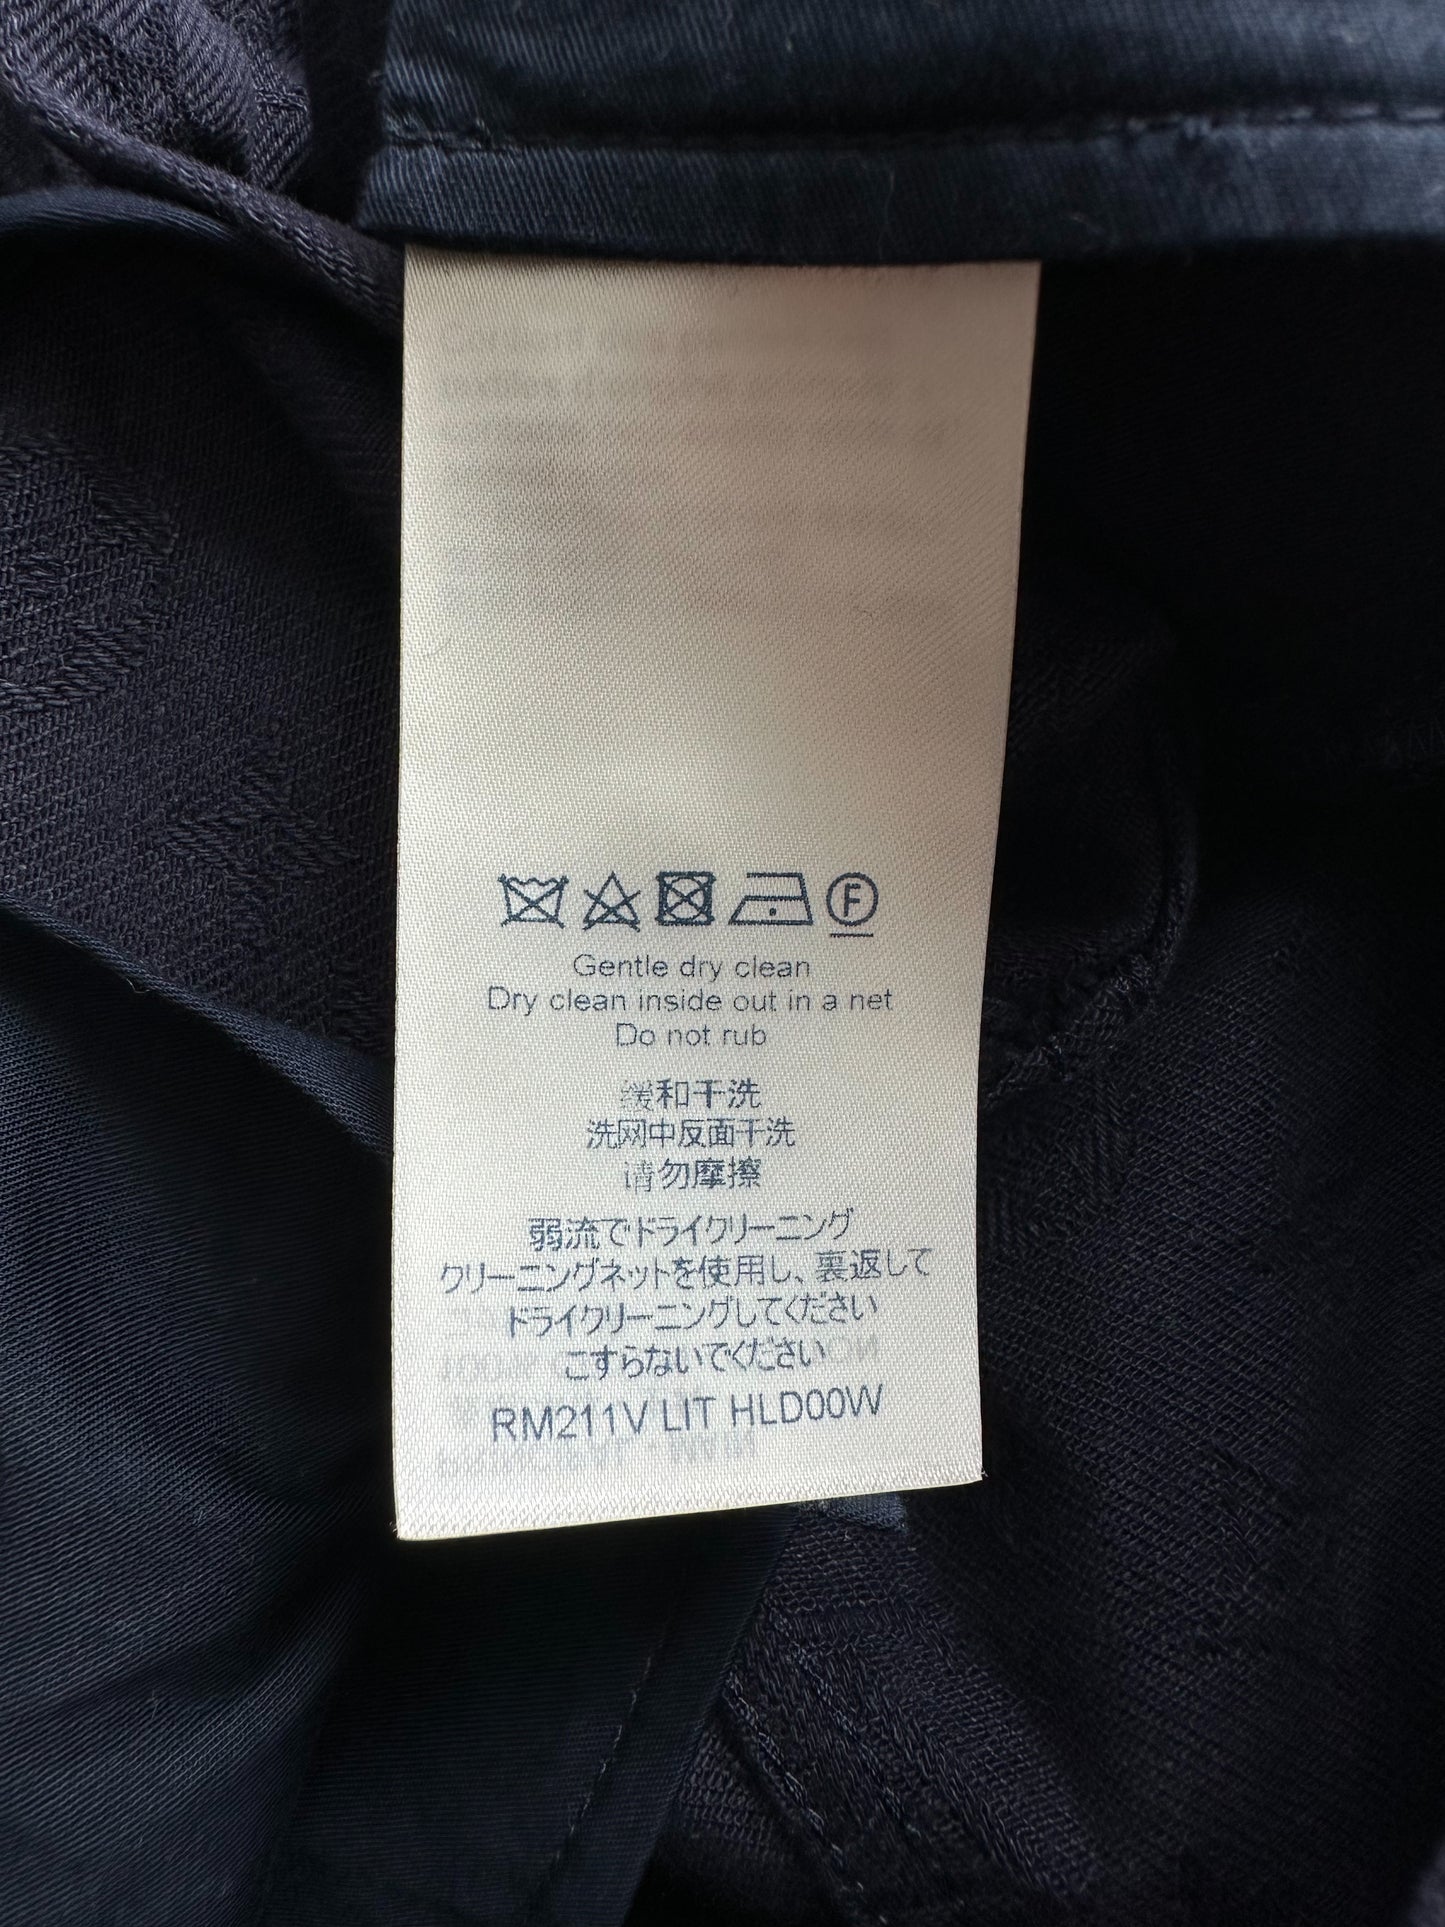 F
Gentle dry clean
Dry clean inside out in a net
Do not rub
缓和干洗
洗网中反面干洗
请勿摩擦
弱流でドライクリーニング
クリーニングネットを使用し、裏返して
ドライクリーニングしてください
こすらないでください
RM211V LIT HLD00W